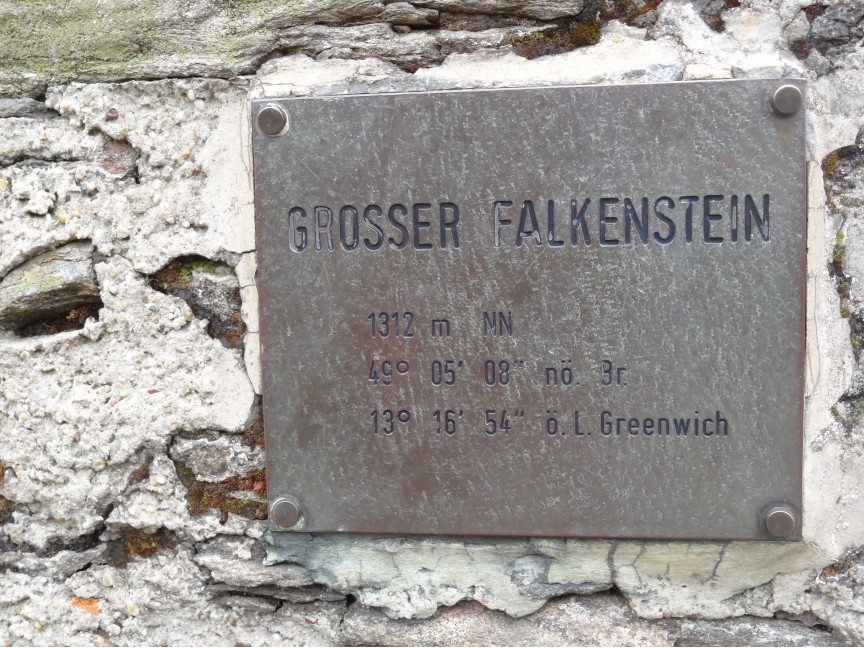 GROSSER FALKENSTEIN
1312 m NN
49° 05' 08" nö. Br.
13° 16' 54" ö. L. Greenwich